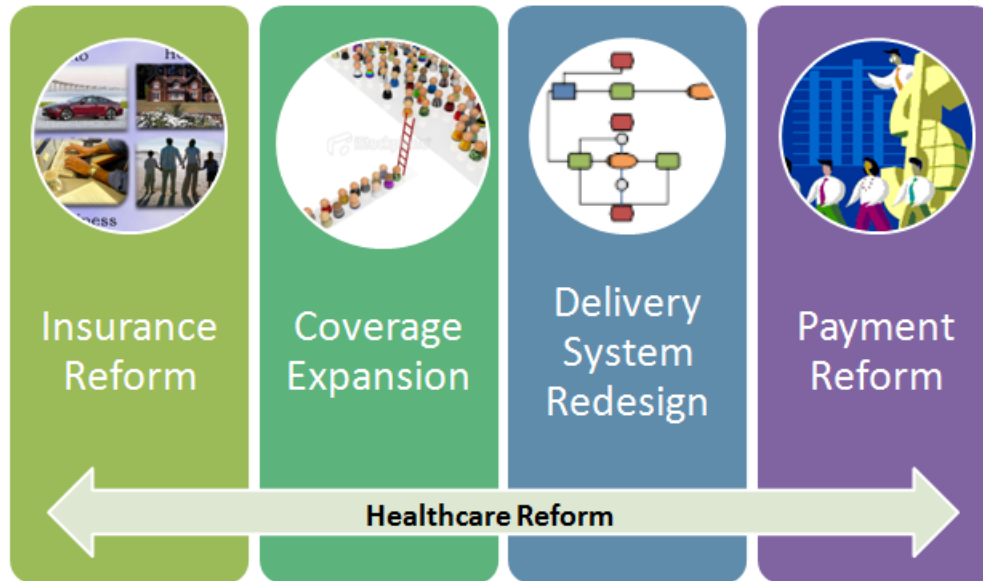 Insurance
Reform
Coverage
Expansion
Delivery
System
Redesign
Payment
Reform
Healthcare Reform